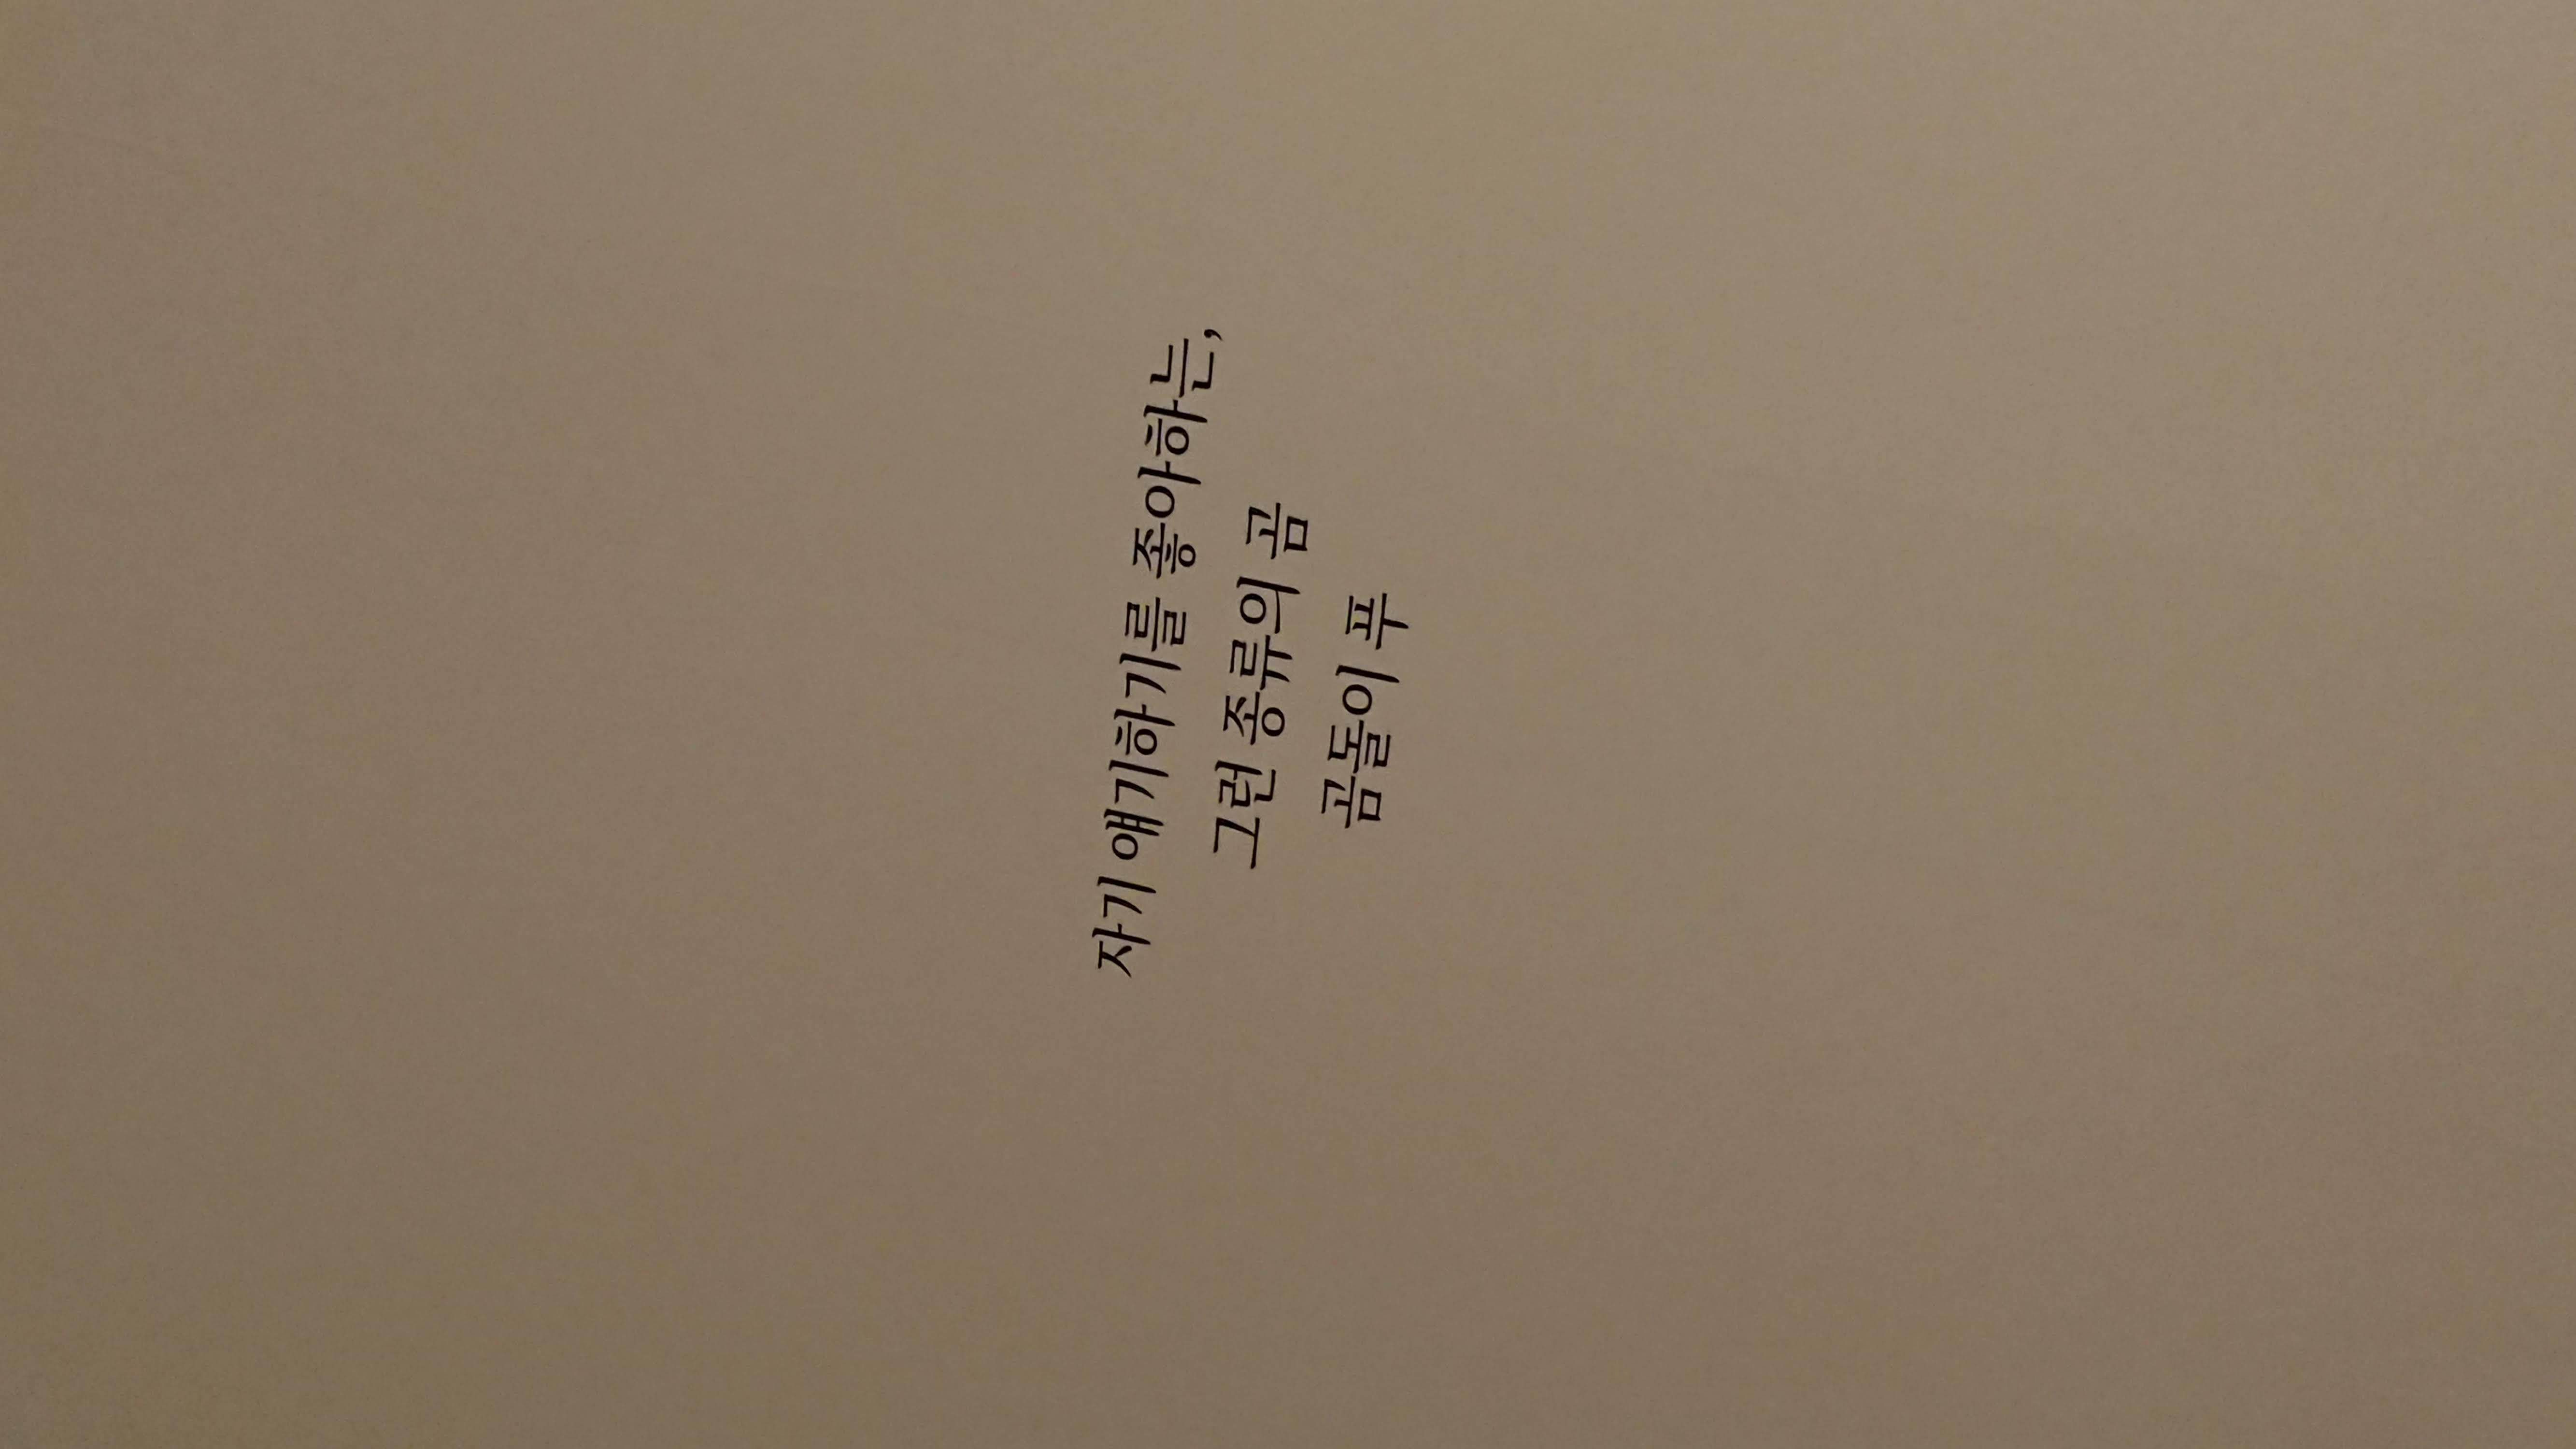 자기 얘기하기를 좋아하는,
그런 종류의 곰
곰돌이 푸